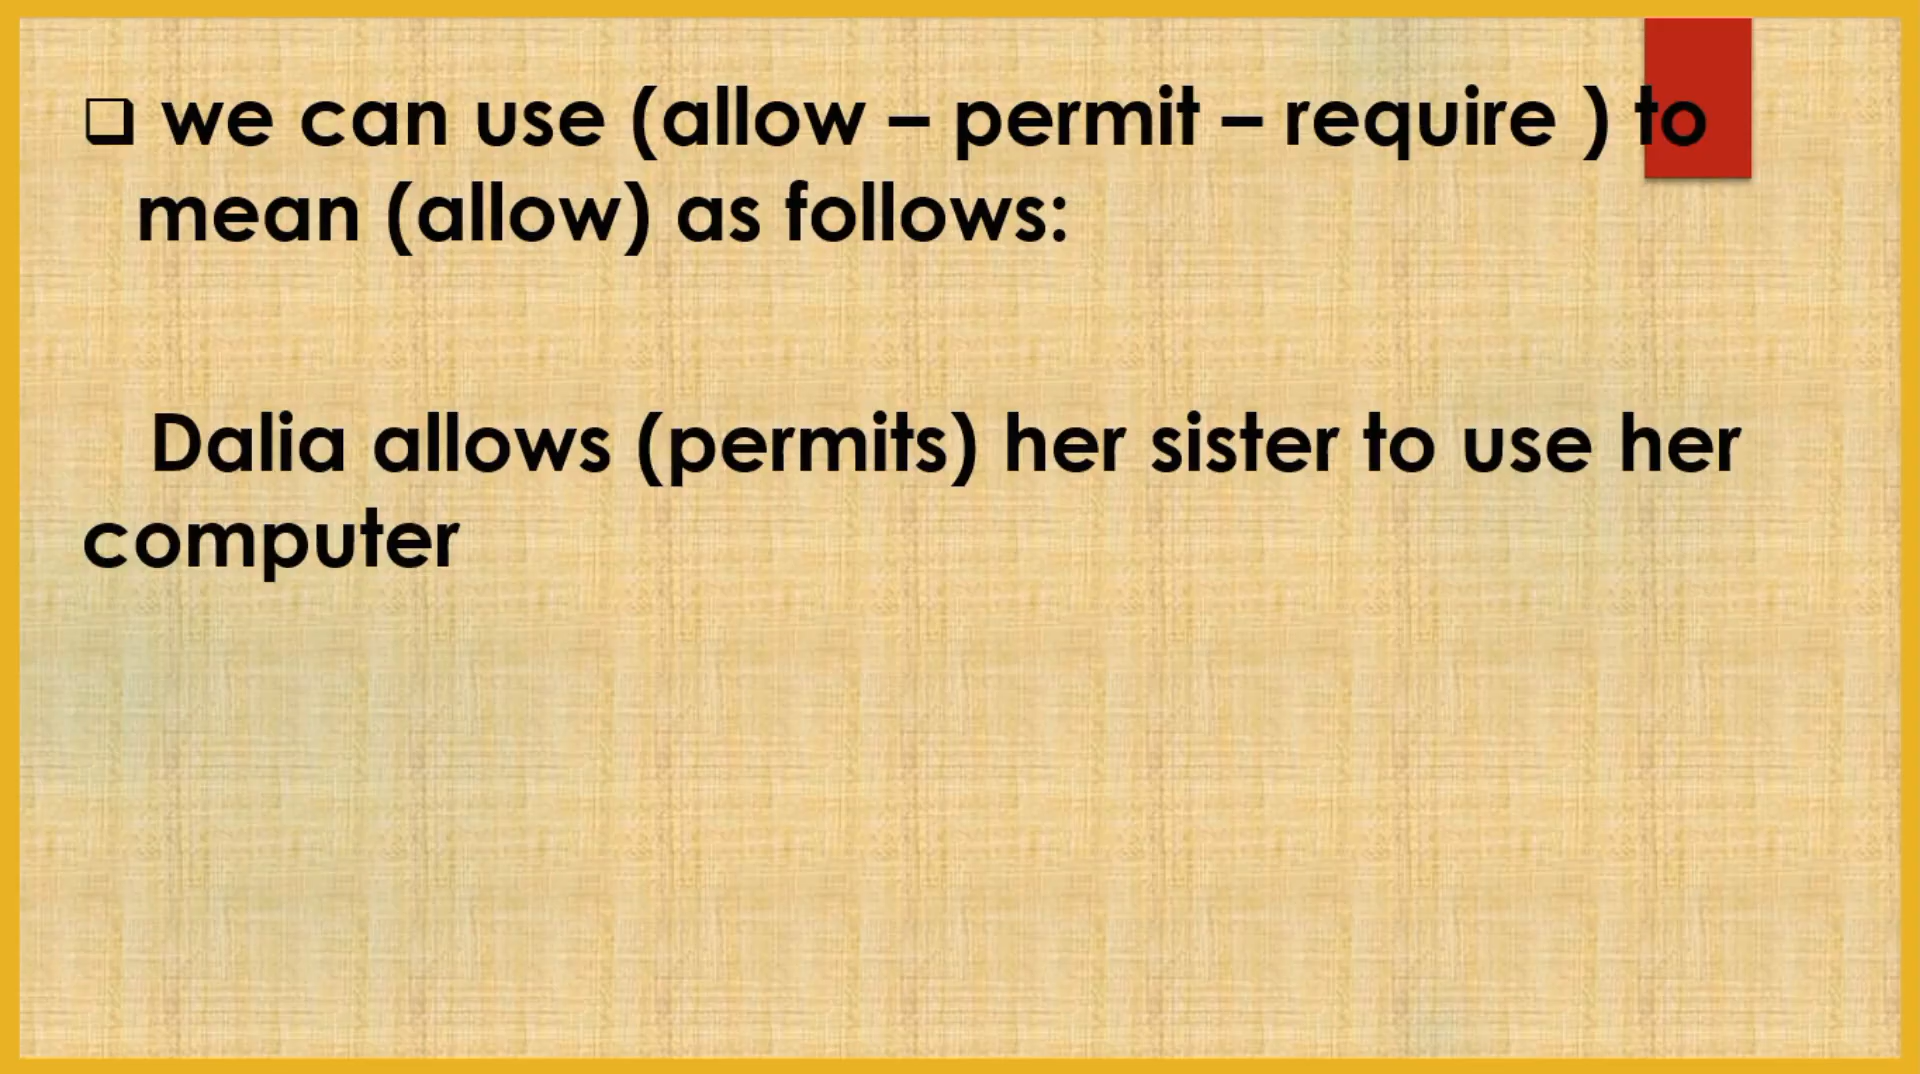 ❑ we can use (allow – permit – require ) to
mean (allow) as follows:
Dalia allows (permits) her sister to use her
computer